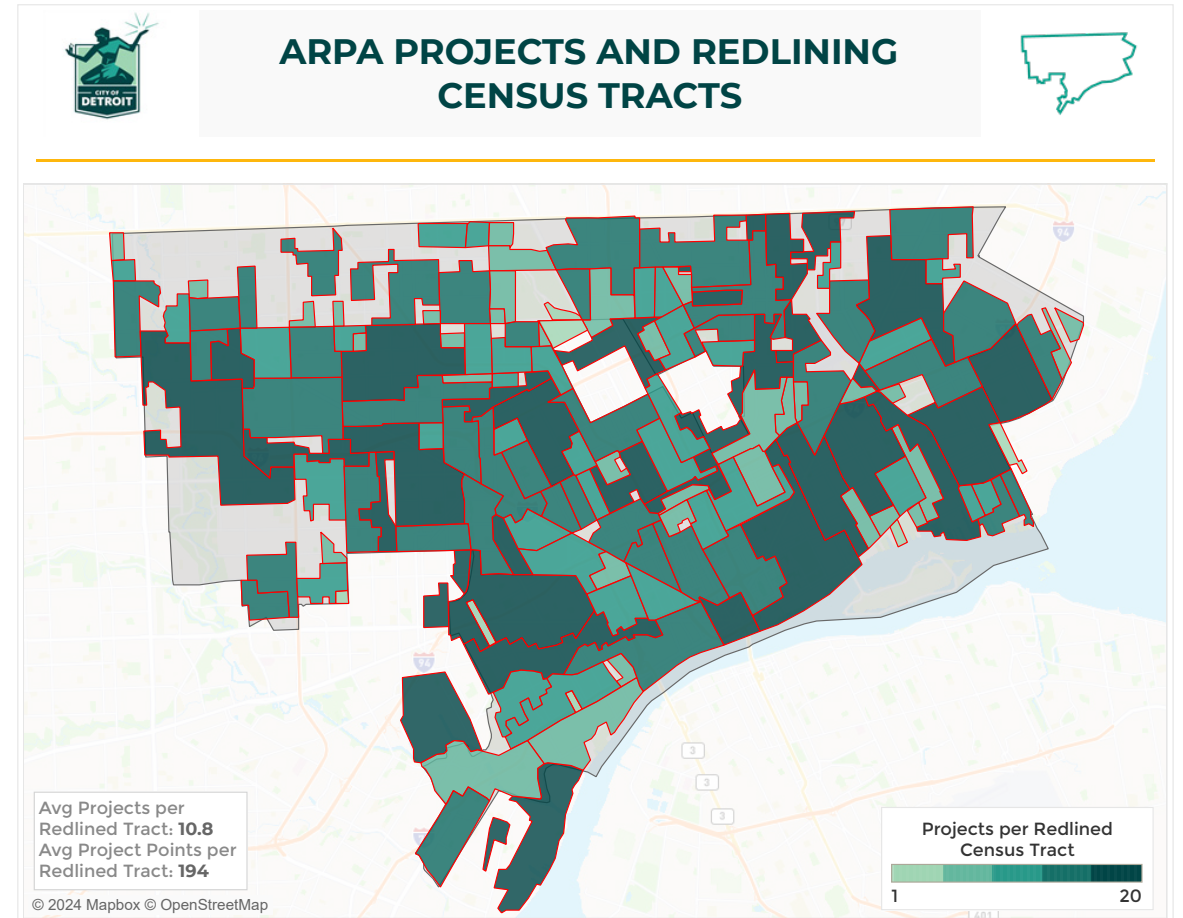 CITY OF
DETROIT
ARPA PROJECTS AND REDLINING
CENSUS TRACTS
94
94
3
3
3
94
401
Avg Projects per
Redlined Tract: 10.8
Avg Project Points per
Redlined Tract: 194
Projects per Redlined
Census Tract
1 20
© 2024 Mapbox © OpenStreetMap